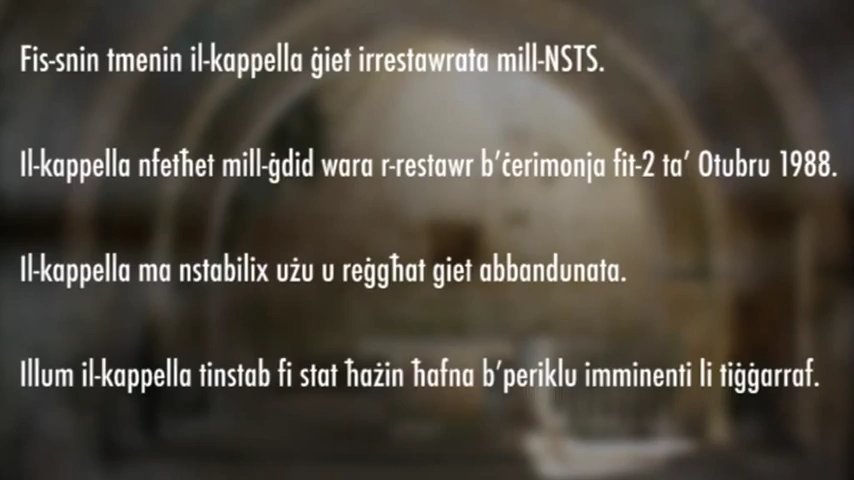 Fis-snin tmenin il-kappella ġiet irrestawrata mill-NSTS.
Il-kappella nfetħet mill-ġdid wara r-restawr b'ċerimonja fit-2 ta' Otubru 1988.
Il-kappella ma nstabilix użu u reġgħat giet abbandunata.
Illum il-kappella tinstab fi stat ħażin ħafna b'periklu imminenti li tiġġarraf.